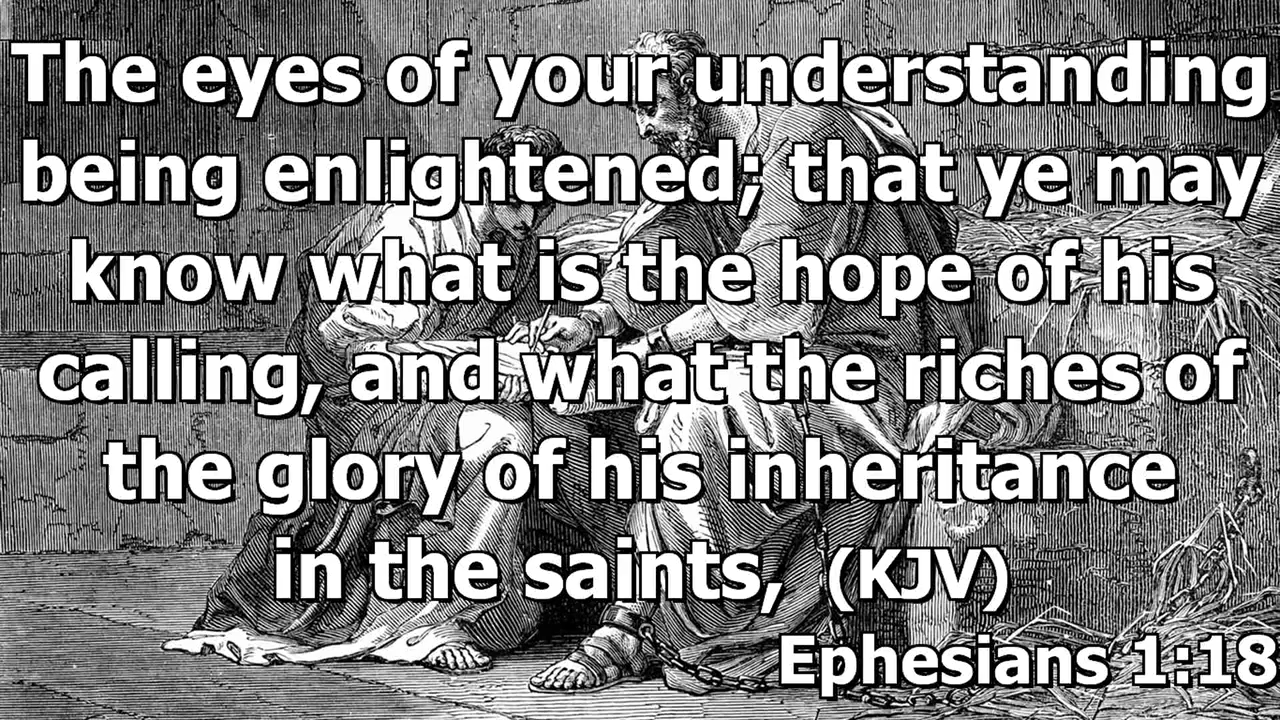 The eyes of your understanding
being enlightened; that ye may
know what is the hope of his
calling, and what the riches of
the glory of his inheritance
in the saints, (KJV)
Ephesians 1:18